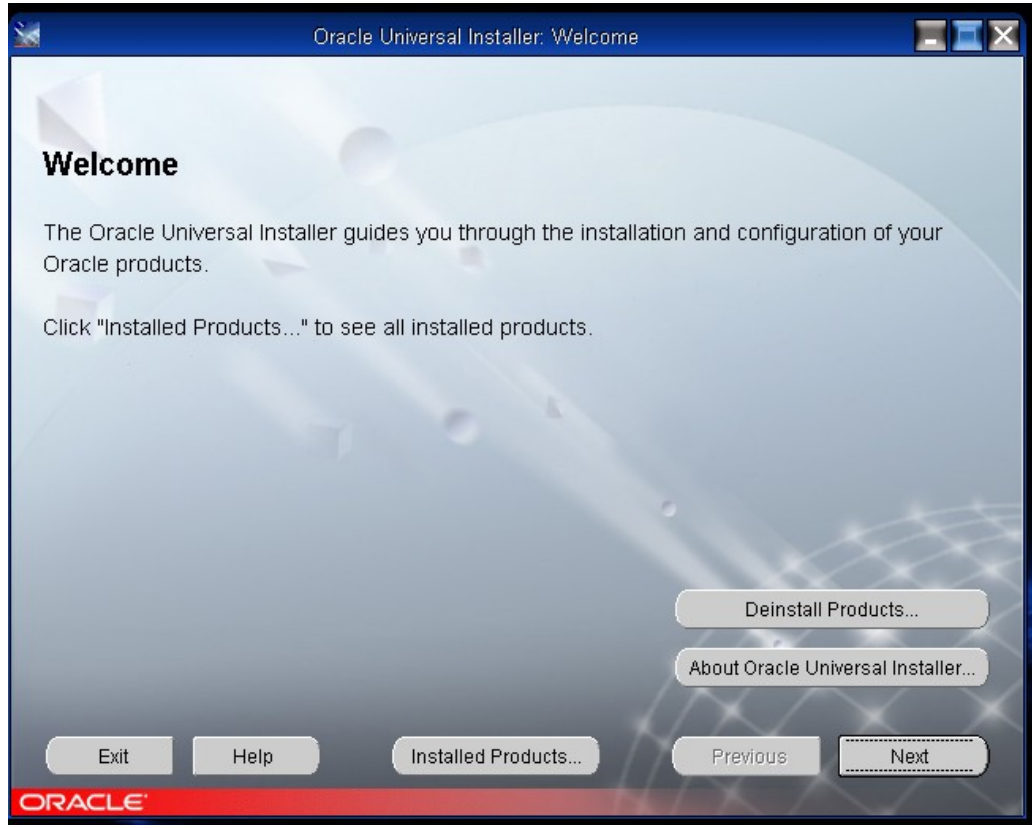 Oracle Universal Installer: Welcome
Welcome
The Oracle Universal Installer guides you through the installation and configuration of your
Oracle products.
Click "Installed Products..." to see all installed products.
Deinstall Products...
About Oracle Universal Installer...
Exit
Help
Installed Products...
Previous
Next
ORACLE